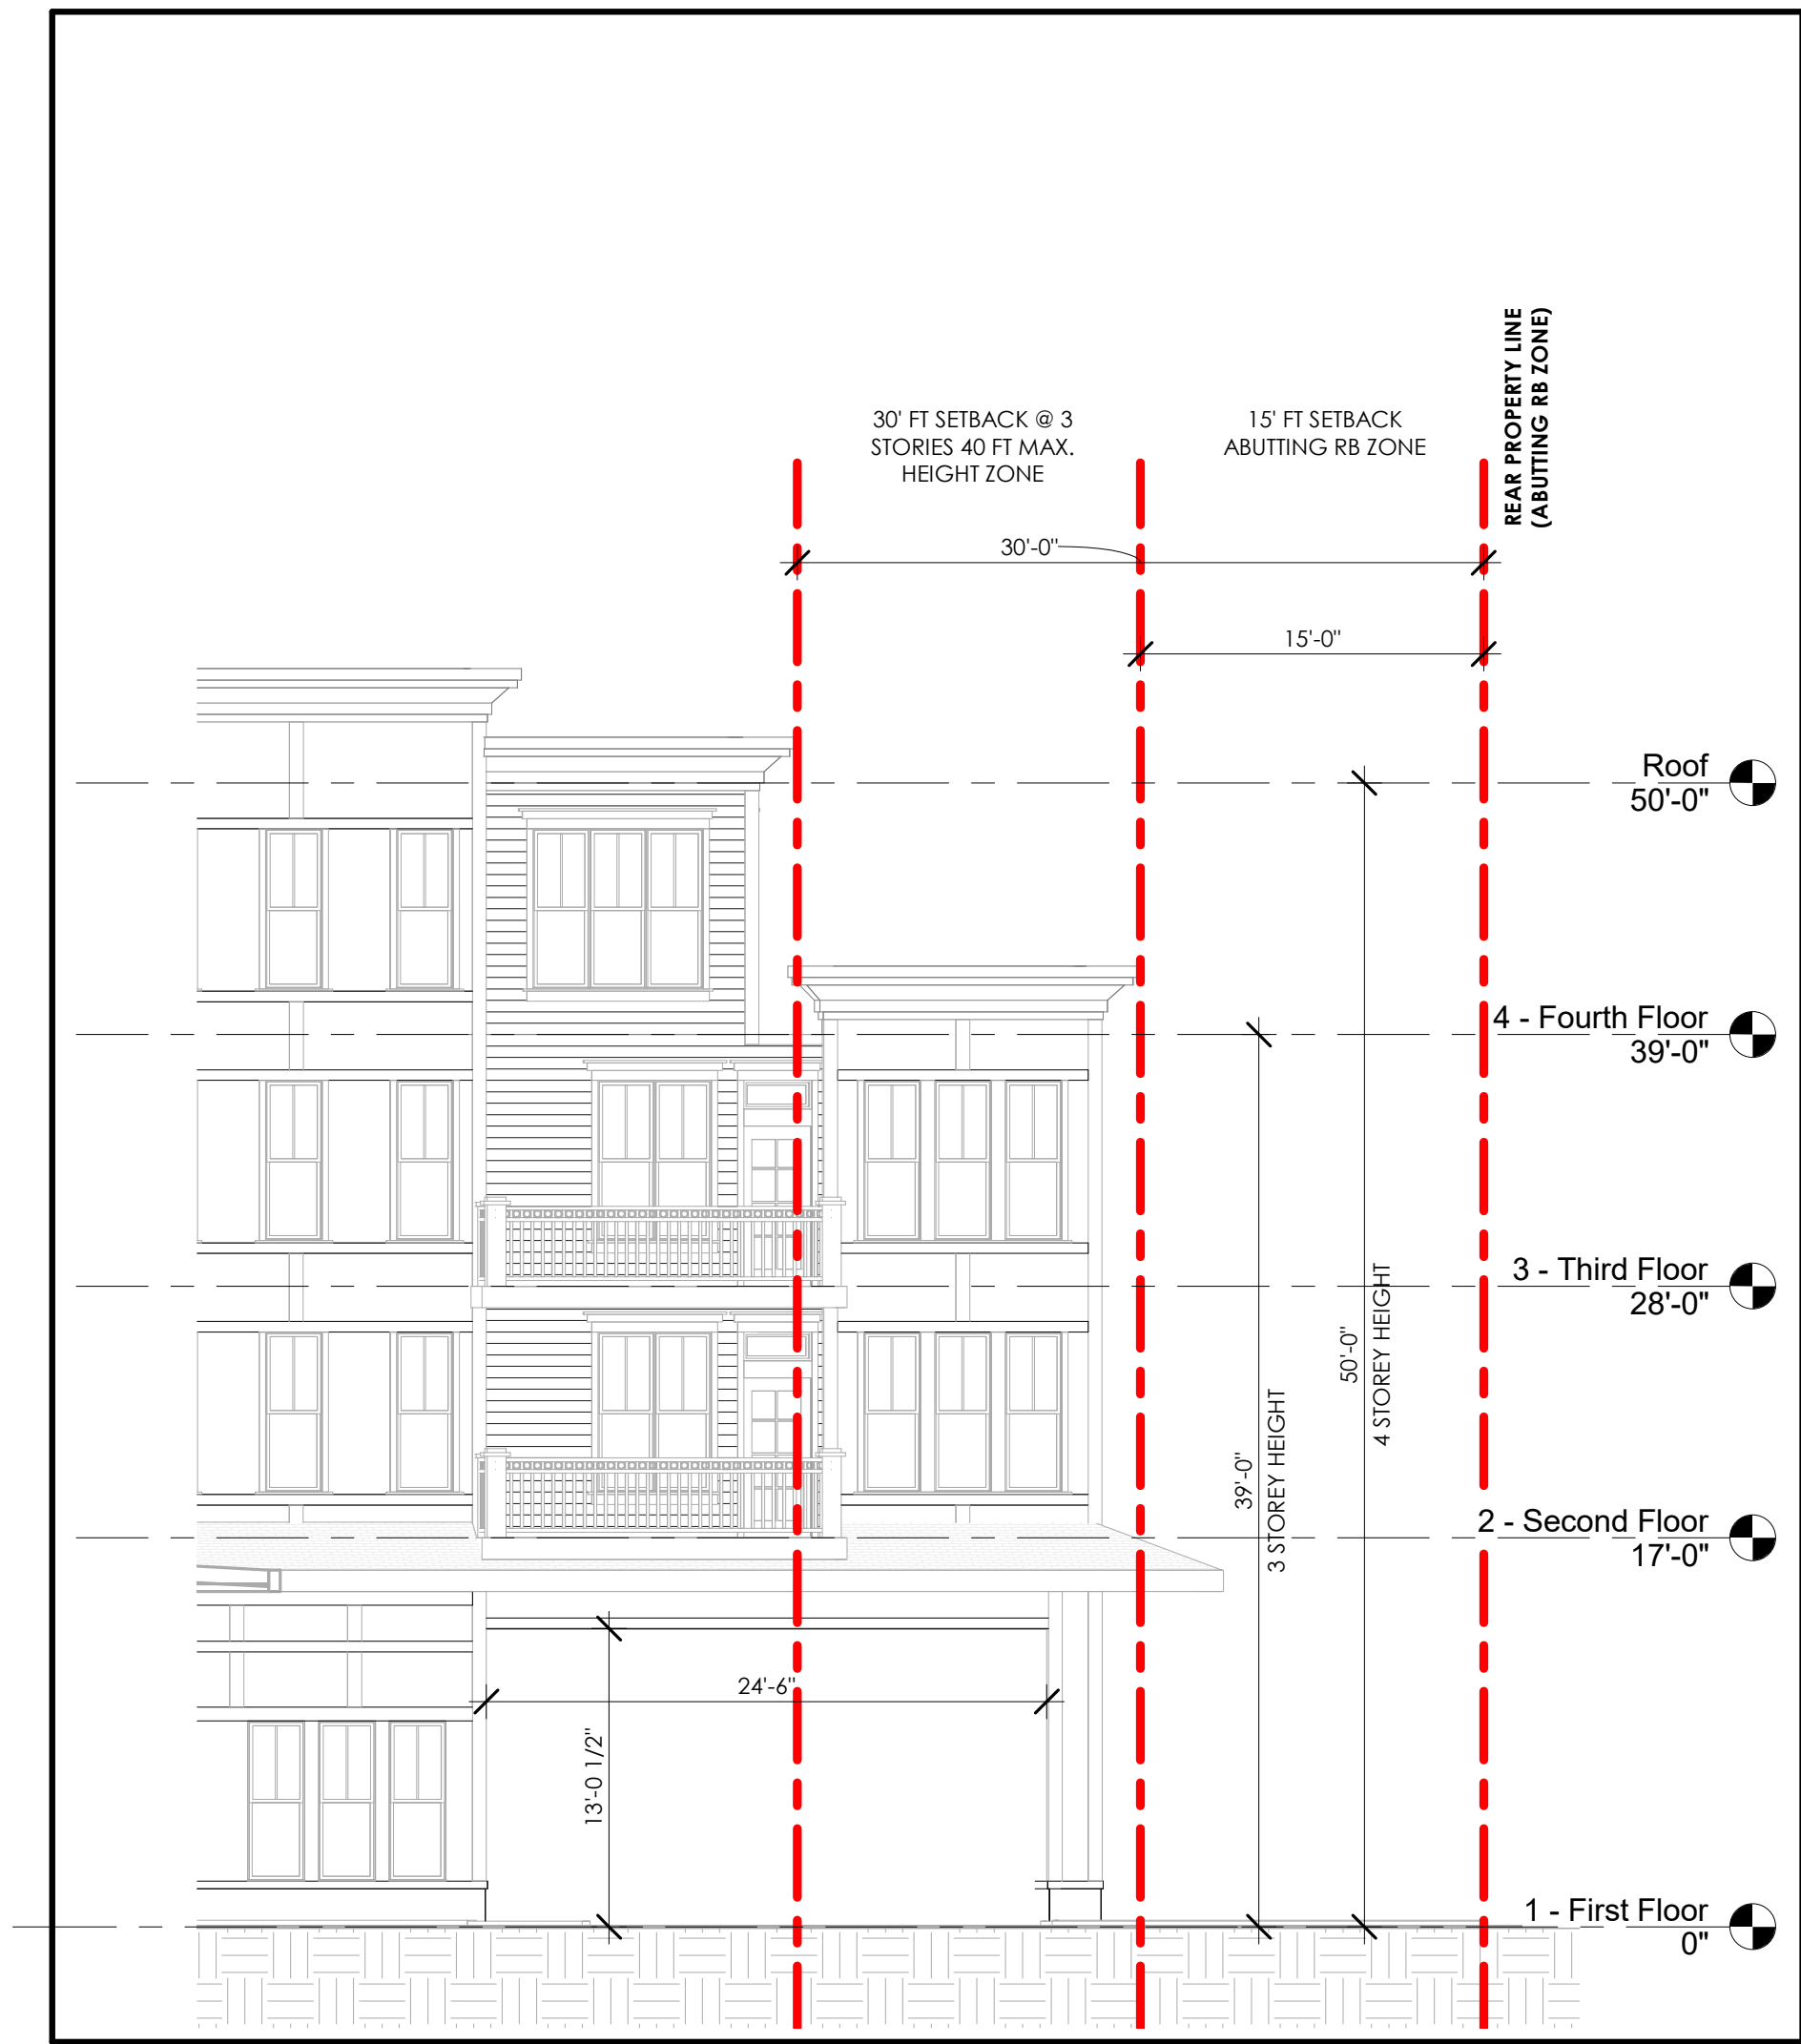 REAR PROPERTY LINE
(ABUTTING RB ZONE)
30' FT SETBACK @ 3
STORIES 40 FT MAX.
HEIGHT ZONE
15' FT SETBACK
ABUTTING RB ZONE
30'-0"
15'-0"
Roof
50'-0"
4 - Fourth Floor
39'-0"
3 - Third Floor
28'-0"
50'-0"
4 STOREY HEIGHT
39'-0"
3 STOREY HEIGHT
2 - Second Floor
17'-0"
24'-6"
13'-0 1/2"
1 - First Floor
0"